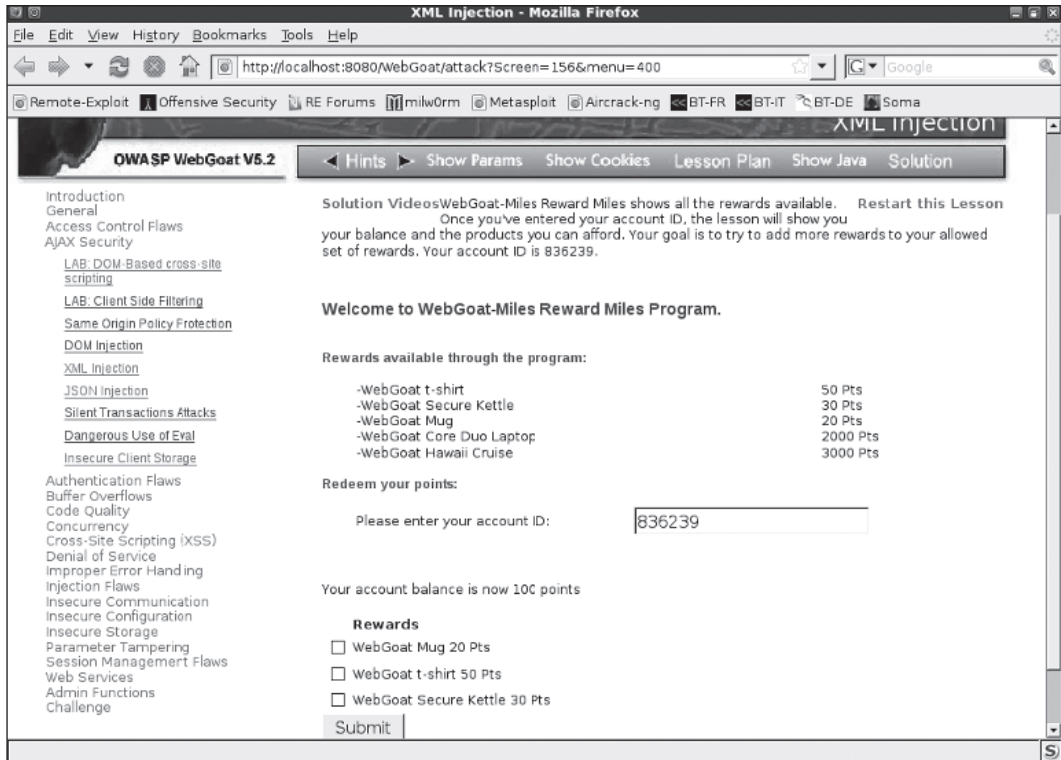 XML Injection - Mozilla Firefox
File Edit View History Bookmarks Tools Help
http://localhost:8080/WebGoat/attack?Screen=156&menu=400
G Google
Remote-Exploit Offensive Security RE Forums milw0rm Metasploit Aircrack-ng BT-FR BT-IT BT-DE Soma
XML Injection
OWASP WebGoat V5.2
Hints Show Params Show Cookies Lesson Plan Show Java Solution
Introduction
General
Access Control Flaws
AJAX Security
LAB: DOM-Based cross-site
scripting
LAB: Client Side Filtering
Same Origin Policy Protection
DOM Injection
XML Injection
JSON Injection
Silent Transactions Attacks
Dangerous Use of Eval
Insecure Client Storage
Authentication Flaws
Buffer Overflows
Code Quality
Concurrency
Cross-Site Scripting (XSS)
Denial of Service
Improper Error Handing
Injection Flaws
Insecure Communication
Insecure Configuration
Insecure Storage
Parameter Tampering
Session Management Flaws
Web Services
Admin Functions
Challenge
Solution Videos WebGoat-Miles Reward Miles shows all the rewards available. Restart this Lesson
Once you've entered your account ID, the lesson will show you
your balance and the products you can afford. Your goal is to try to add more rewards to your allowed
set of rewards. Your account ID is 836239.
Welcome to WebGoat-Miles Reward Miles Program.
Rewards available through the program:
-WebGoat t-shirt 50 Pts
-WebGoat Secure Kettle 30 Pts
-WebGoat Mug 20 Pts
-WebGoat Core Duo Laptop 2000 Pts
-WebGoat Hawaii Cruise 3000 Pts
Redeem your points:
Please enter your account ID: 836239
Your account balance is now 100 points
Rewards
WebGoat Mug 20 Pts
WebGoat t-shirt 50 Pts
WebGoat Secure Kettle 30 Pts
Submit
S